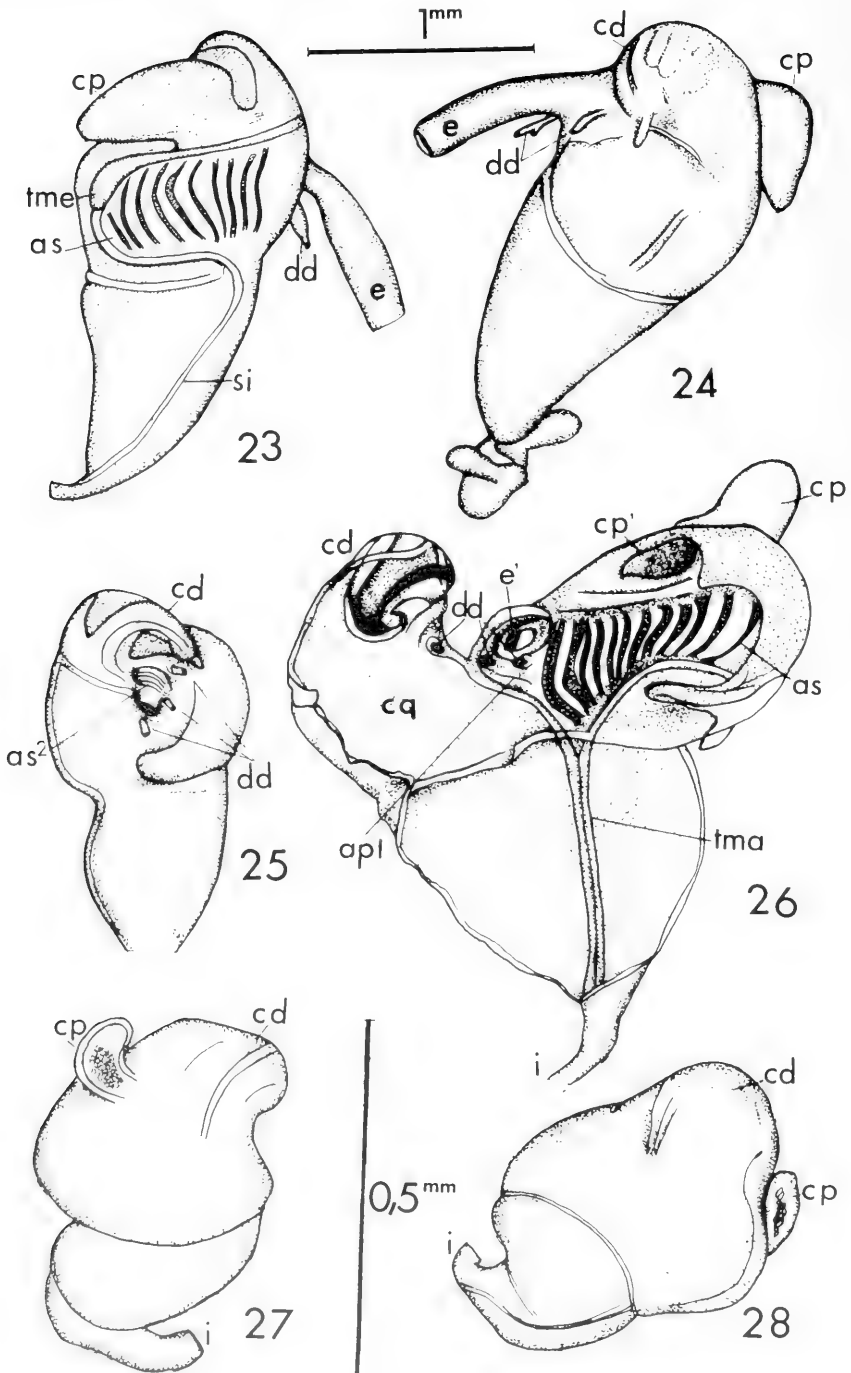 1mm
cp
tme
as
dd
e
si
23
cd
cp
e
dd
24
cd
as2
dd
25
cd
e'
dd
cp'
cp
as
cq
apt
tma
i
26
cp
cd
i
27
0,5mm
cd
cp
i
28